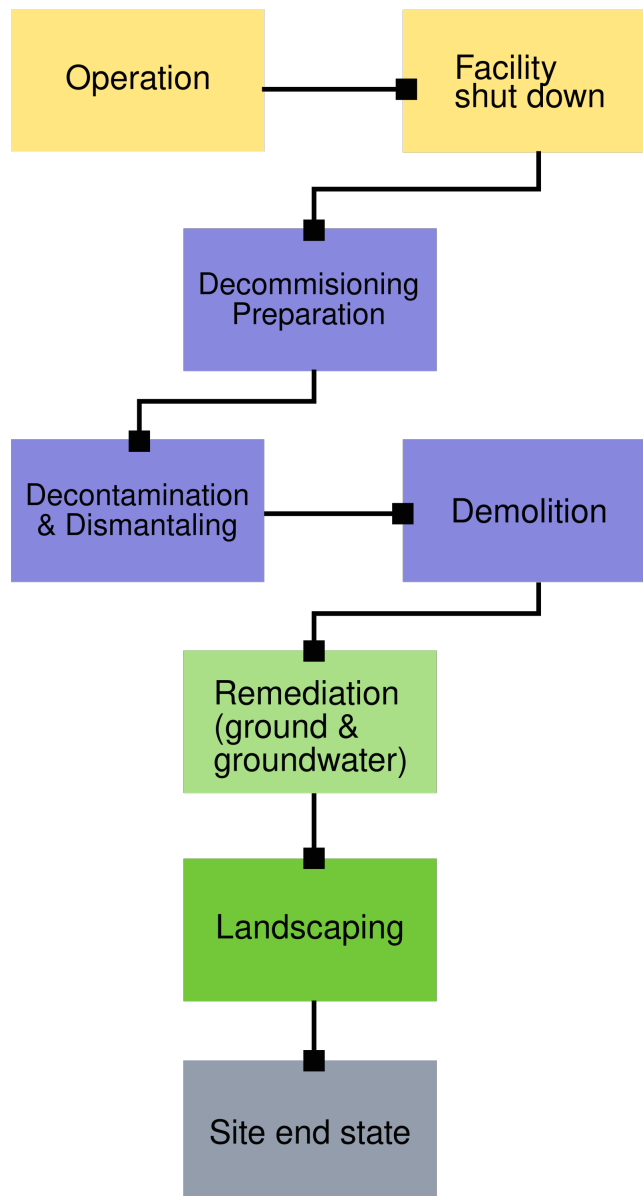 Operation
Facility
shut down
Decommisioning
Preparation
Decontamination
& Dismantaling
Demolition
Remediation
(ground &
groundwater)
Landscaping
Site end state